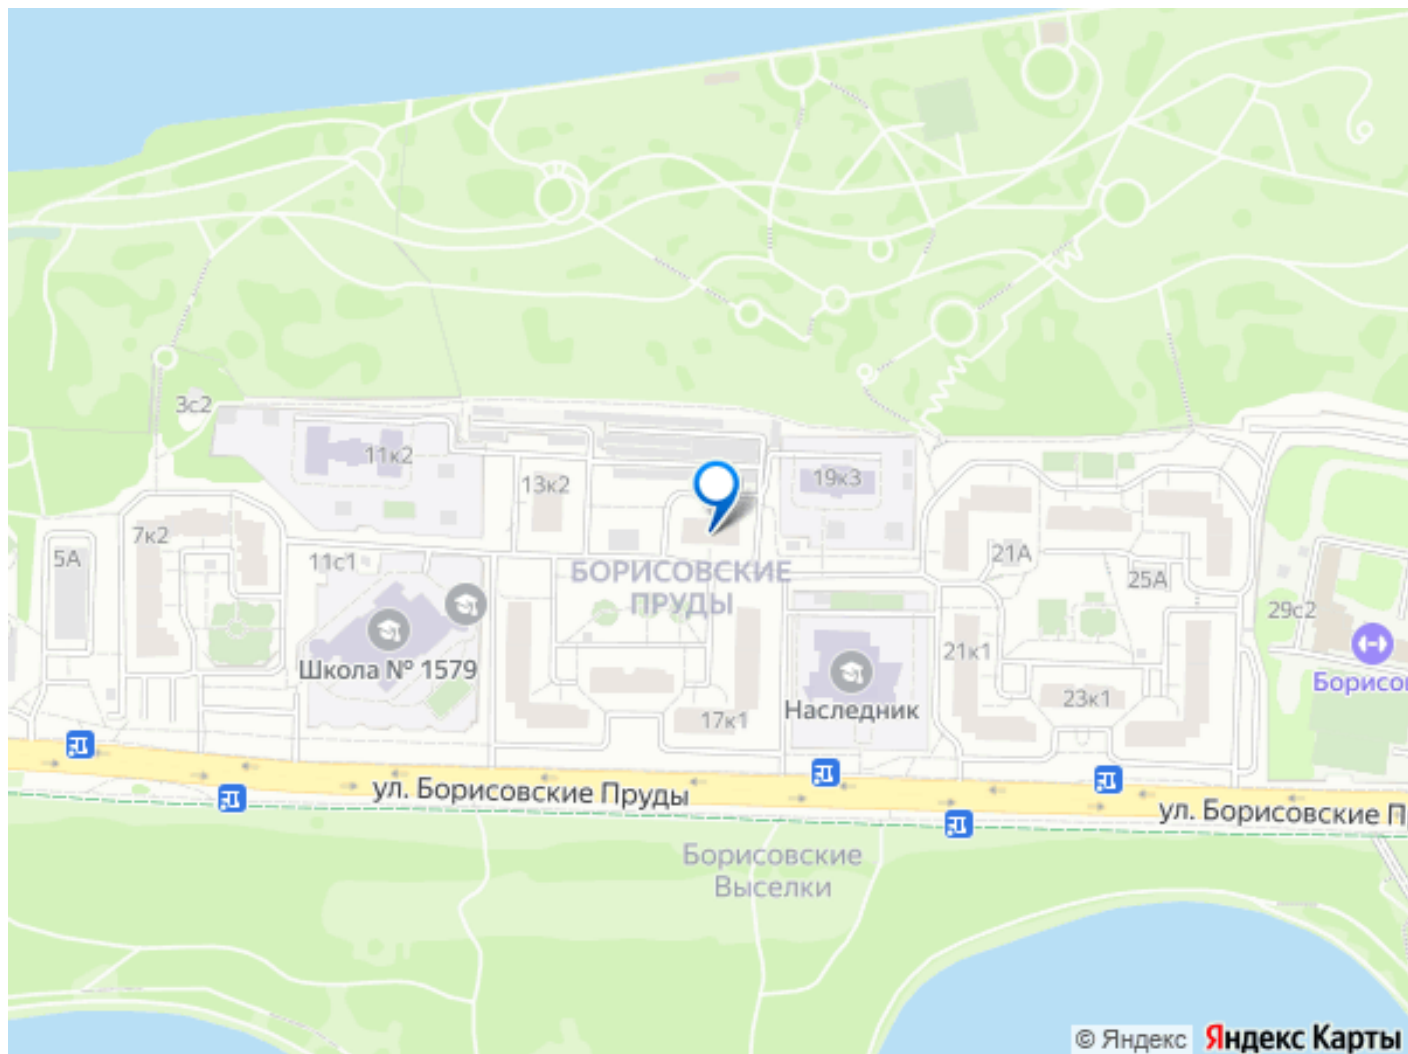 3с2
11к2
13к2
19к3
7к2
5А
11с1
21А
25А
БОРИСОВСКИЕ
ПРУДЫ
29с2
Школа № 1579
21к1
Борисо
Наследник
17к1
23к1
ул. Борисовские Пруды
ул. Борисовские П
Борисовские
Выселки
© Яндекс Яндекс Карты